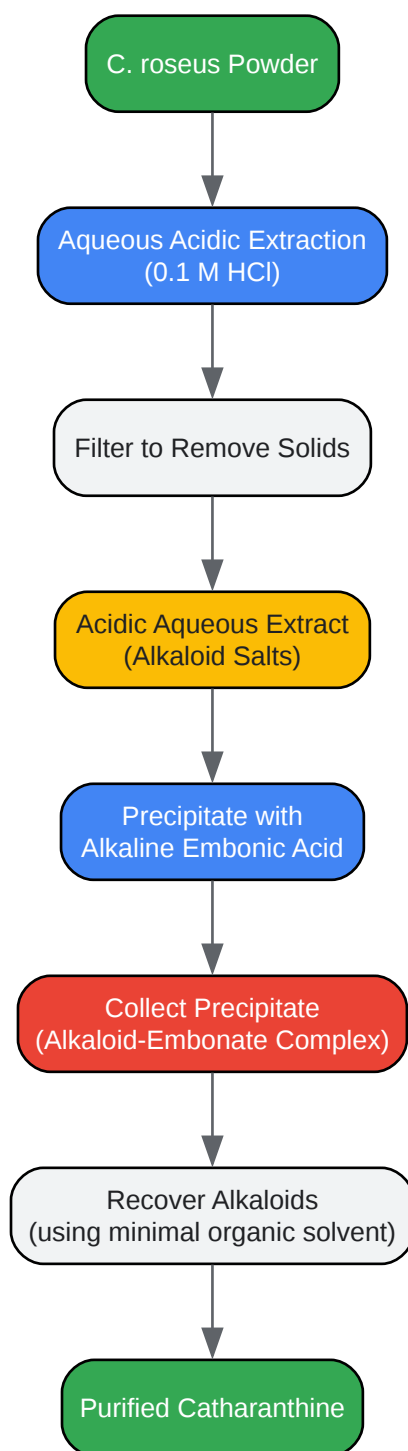 C. roseus Powder
Aqueous Acidic Extraction
(0.1 M HCl)
Filter to Remove Solids
Acidic Aqueous Extract
(Alkaloid Salts)
Precipitate with
Alkaline Embonic Acid
Collect Precipitate
(Alkaloid-Embonate Complex)
Recover Alkaloids
(using minimal organic solvent)
Purified Catharanthine